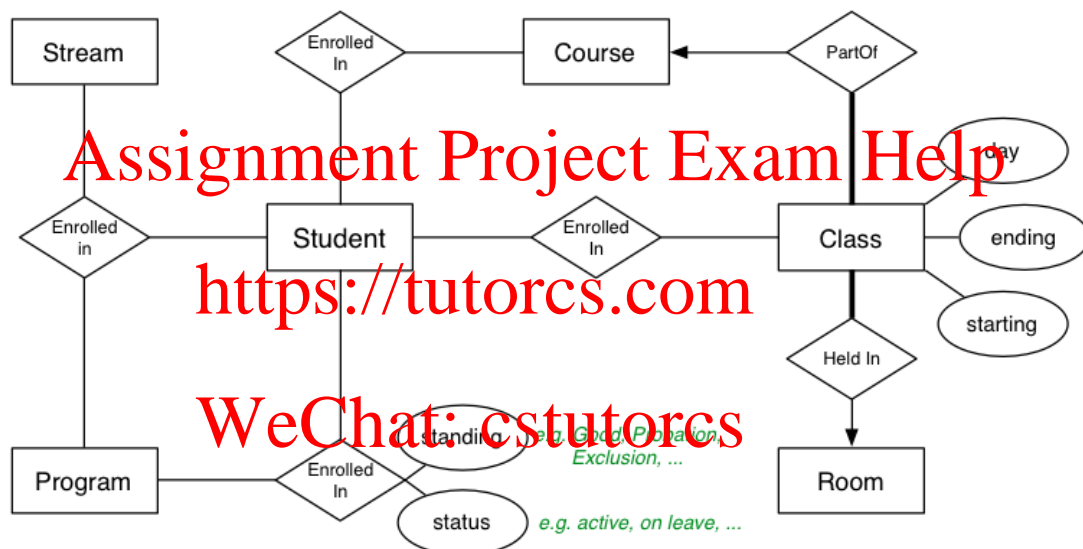 Stream
Enrolled
In
Course
PartOf
Assignment Project Exam Help
day
Enrolled
in
Student
Enrolled
In
Class
ending
https://tutorcs.com
starting
Held In
WeChat: cstutorcs
standing
e.g. Good, Probation,
Exclusion, ...
Program
Enrolled
In
Room
status
e.g. active, on leave, ...